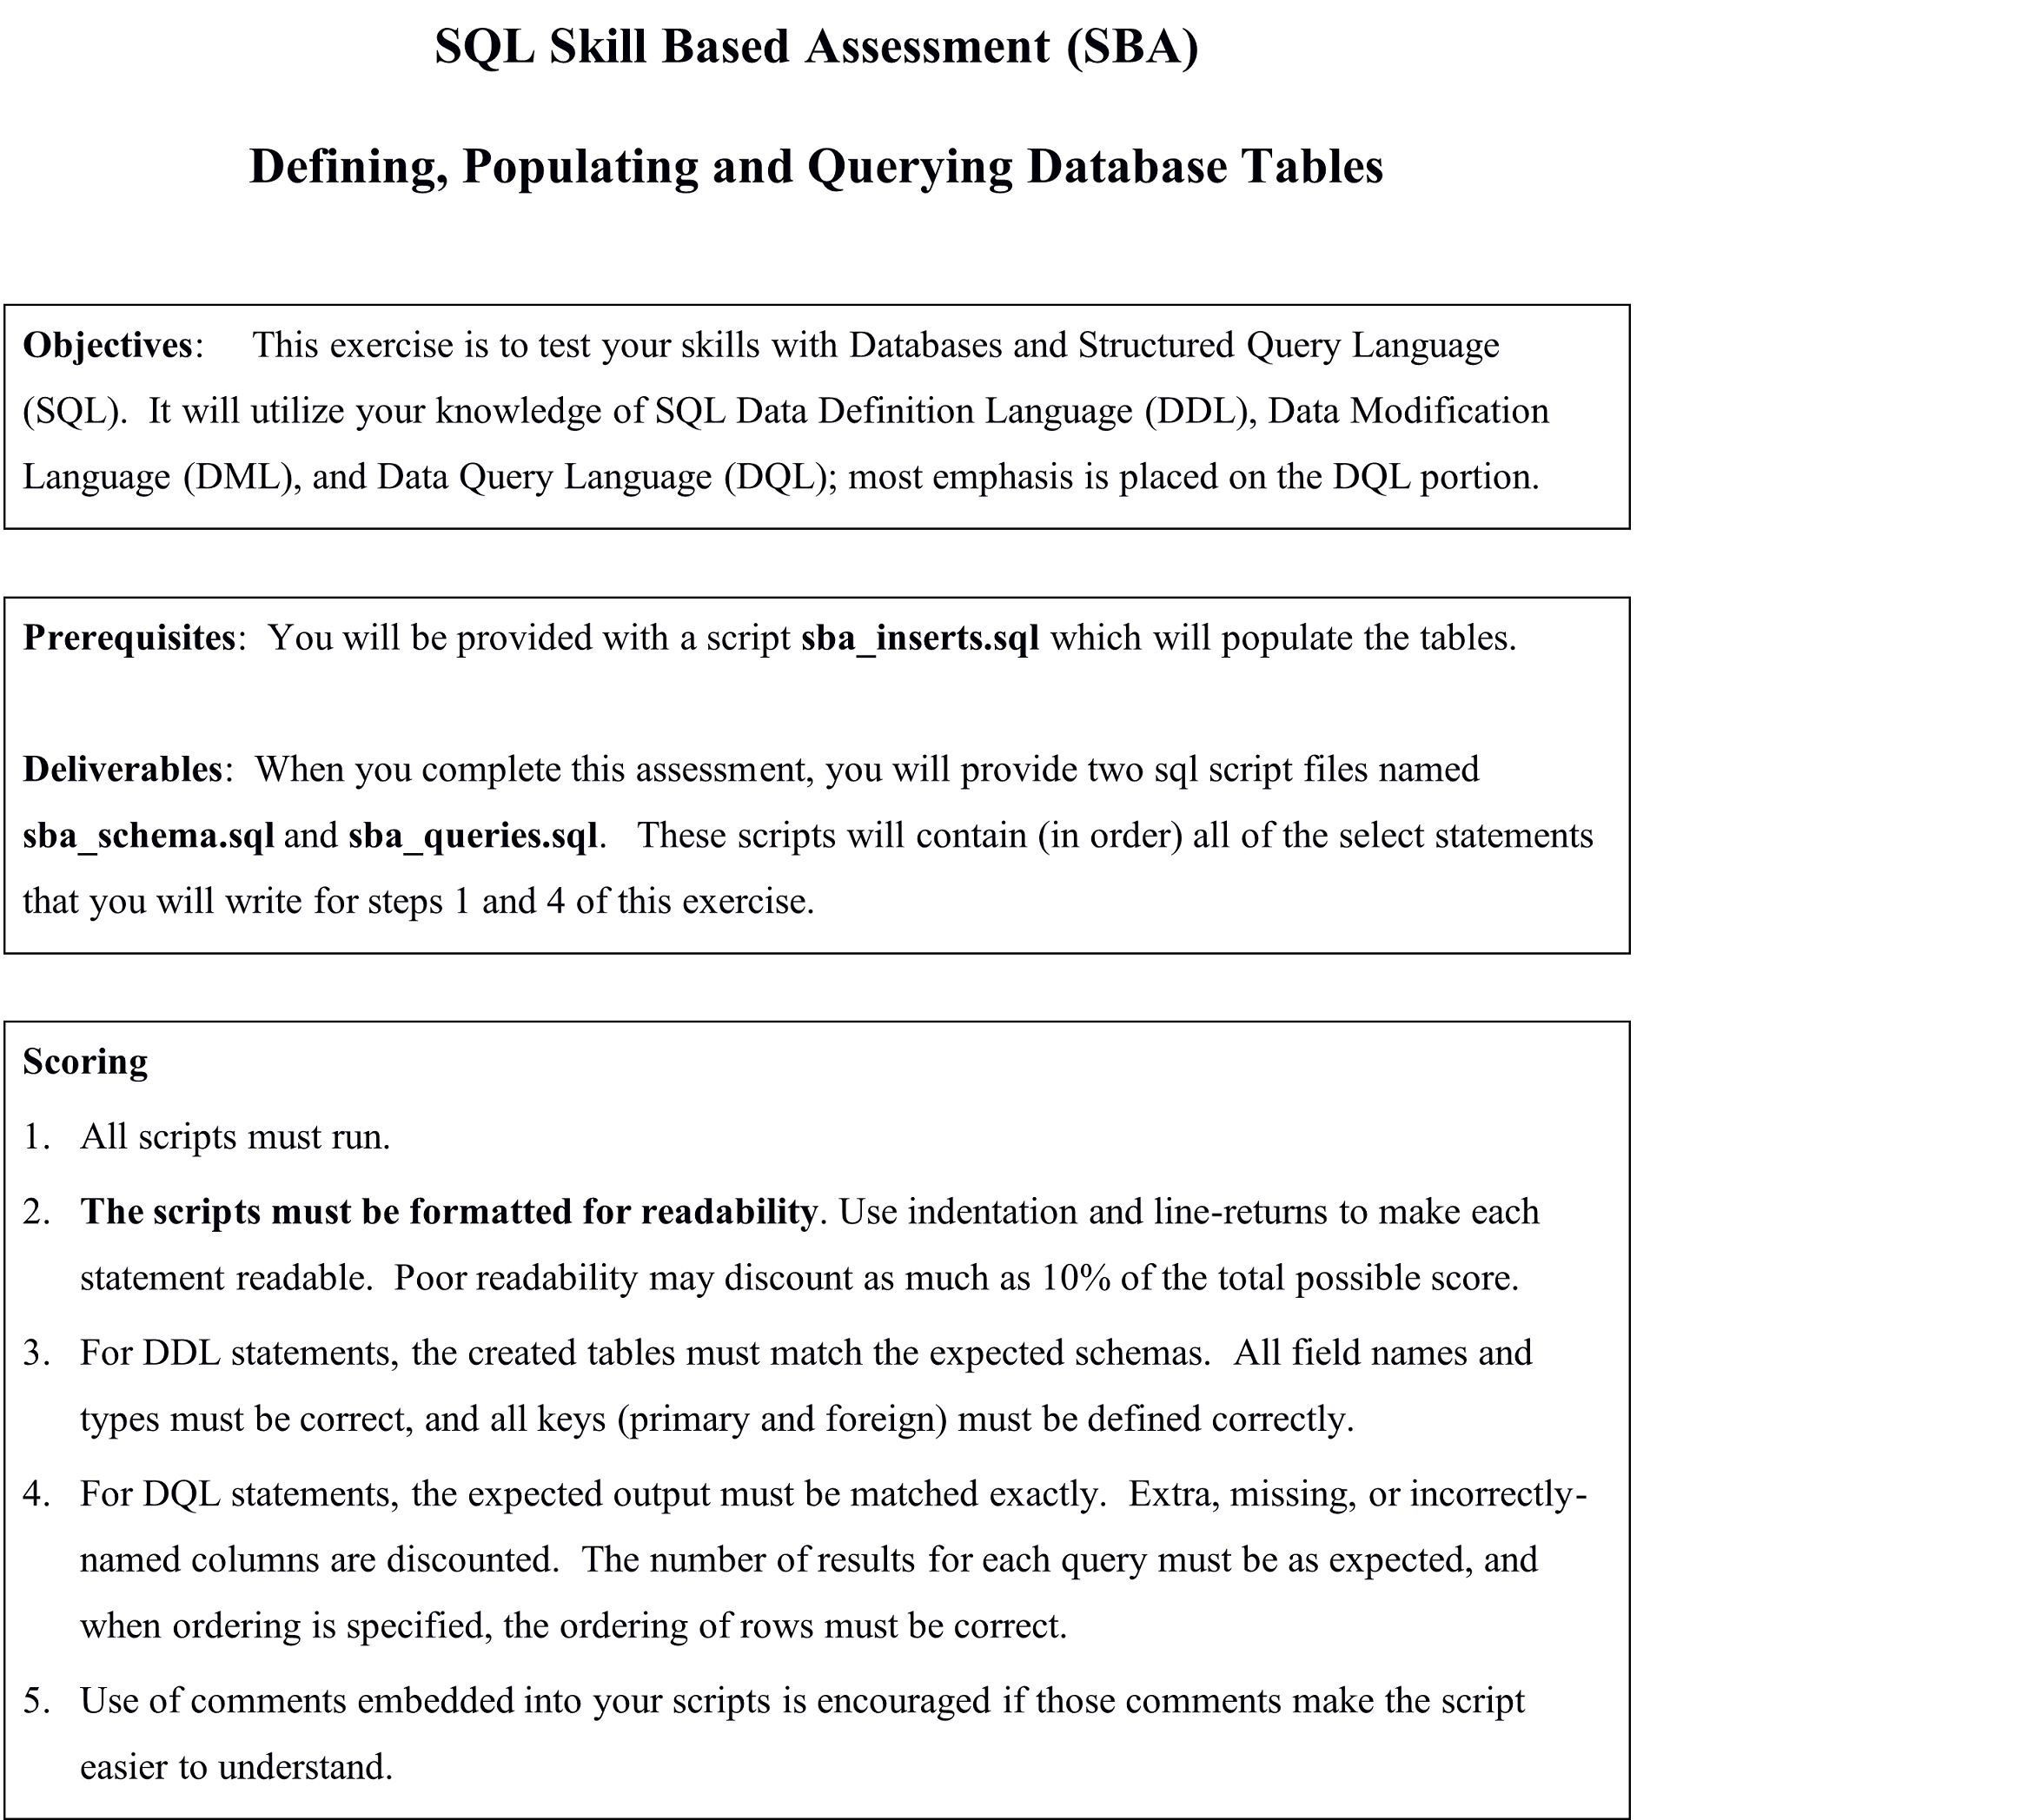 SQL Skill Based Assessment (SBA)
Defining, Populating and Querying Database Tables
Objectives: This exercise is to test your skills with Databases and Structured Query Language
(SQL). It will utilize your knowledge of SQL Data Definition Language (DDL), Data Modification
Language (DML), and Data Query Language (DQL); most emphasis is placed on the DQL portion.
Prerequisites: You will be provided with a script sba_inserts.sql which will populate the tables.
Deliverables: When you complete this assessment, you will provide two sql script files named
sba_schema.sql and sba_queries.sql. These scripts will contain (in order) all of the select statements
that you will write for steps 1 and 4 of this exercise.
Scoring
1. All scripts must run.
2. The scripts must be formatted for readability. Use indentation and line-returns to make each
statement readable. Poor readability may discount as much as 10% of the total possible score.
3. For DDL statements, the created tables must match the expected schemas. All field names and
types must be correct, and all keys (primary and foreign) must be defined correctly.
4. For DQL statements, the expected output must be matched exactly. Extra, missing, or incorrectly-
named columns are discounted. The number of results for each query must be as expected, and
when ordering is specified, the ordering of rows must be correct.
5. Use of comments embedded into your scripts is encouraged if those comments make the script
easier to understand.